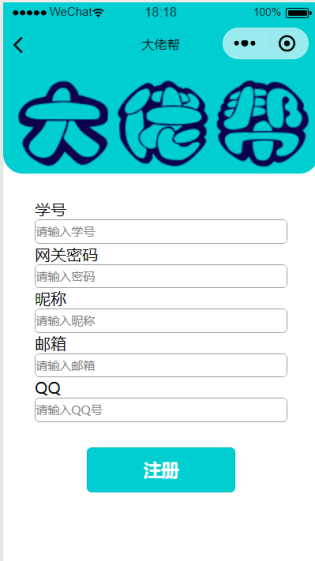 WeChat 18:18 100%
大佬帮
大佬帮
学号
请输入学号
网关密码
请输入密码
昵称
请输入昵称
邮箱
请输入邮箱
QQ
请输入QQ号
注册